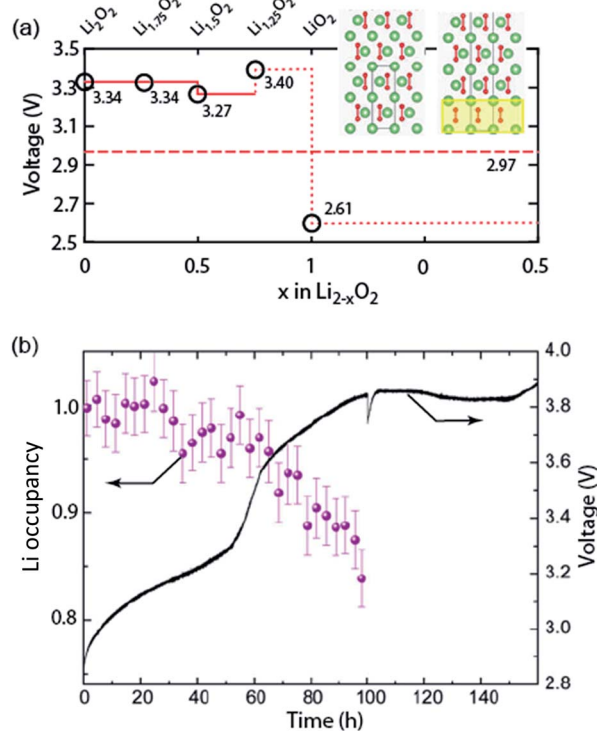 (a)
Li₂O₂ Li₁.₇₅O₂ Li₁.₅O₂ Li₁.₂₅O₂ LiO₂
3.5
3.3
3.1
2.9
2.7
2.5
Voltage (V)
3.34
3.34
3.27
3.40
2.97
2.61
0 0.5 1 0 0.5
x in Li₂₋ₓO₂
(b)
1.0
0.9
0.8
Li occupancy
4.0
3.8
3.6
3.4
3.2
3.0
2.8
Voltage (V)
0 20 40 60 80 100 120 140
Time (h)